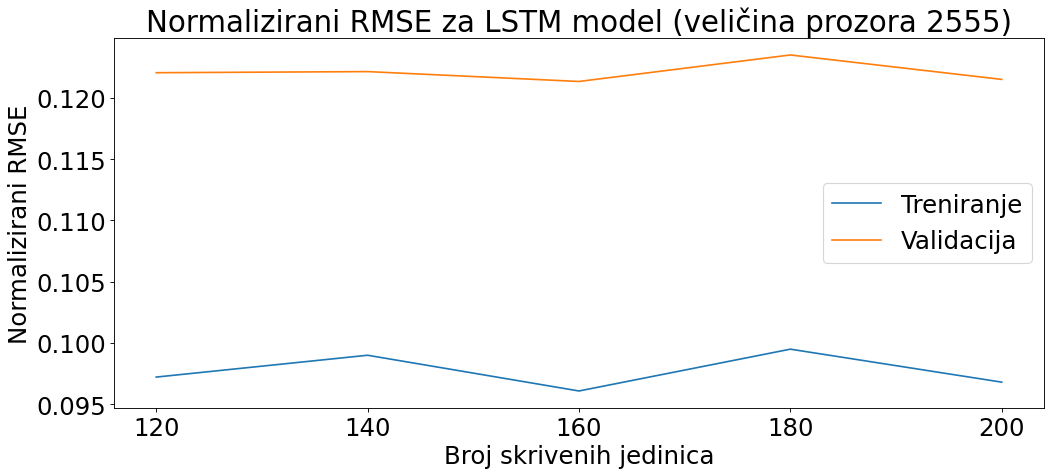 Normalizirani RMSE za LSTM model (veličina prozora 2555)
Normalizirani RMSE
0.120
0.115
0.110
0.105
0.100
0.095
Treniranje
Validacija
120 140 160 180 200
Broj skrivenih jedinica